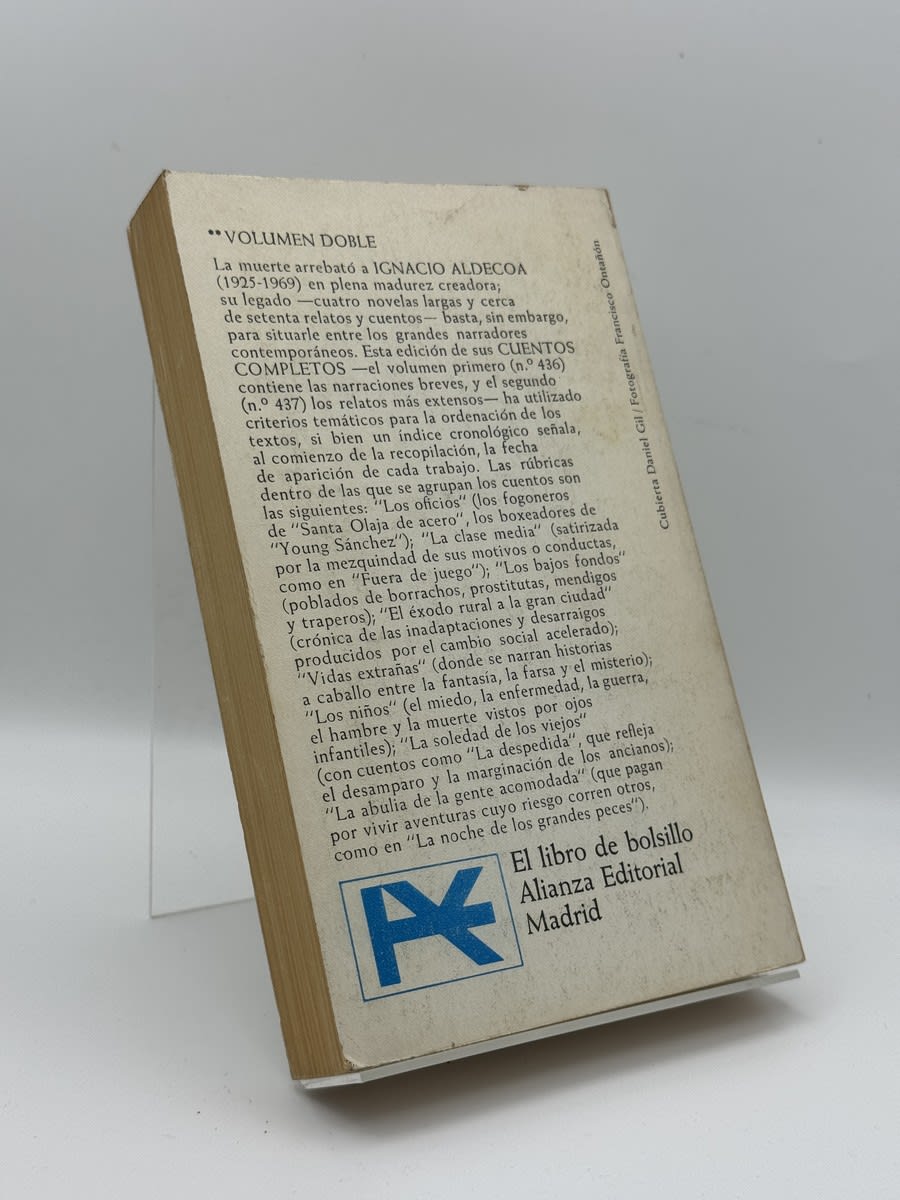 **VOLUMEN DOBLE
La muerte arrebató a IGNACIO ALDECOA
(1925-1969) en plena madurez creadora;
su legado —cuatro novelas largas y cerca
de setenta relatos y cuentos— basta, sin embargo,
para situarle entre los grandes narradores
contemporáneos. Esta edición de sus CUENTOS
COMPLETOS —el volumen primero (n.º 436)
contiene las narraciones breves, y el segundo
(n.º 437) los relatos más extensos— ha utilizado
criterios temáticos para la ordenación de los
textos, si bien un índice cronológico señala,
al comienzo de la recopilación, la fecha
de aparición de cada trabajo. Las rúbricas
dentro de las que se agrupan los cuentos son
las siguientes: "Los oficios" (los fogoneros
de "Santa Olaja de acero", los boxeadores de
"Young Sánchez"); "La clase media" (satirizada
por la mezquindad de sus motivos o conductas,
como en "Fuera de juego"); "Los bajos fondos"
(poblados de borrachos, prostitutas, mendigos
y traperos); "El éxodo rural a la gran ciudad"
(crónica de las inadaptaciones y desarraigos
producidos por el cambio social acelerado);
"Vidas extrañas" (donde se narran historias
a caballo entre la fantasía, la farsa y el misterio);
"Los niños" (el miedo, la enfermedad, la guerra,
el hambre y la muerte vistos por ojos
infantiles); "La soledad de los viejos"
(con cuentos como "La despedida", que refleja
el desamparo y la marginación de los ancianos);
"La abulia de la gente acomodada" (que pagan
por vivir aventuras cuyo riesgo corren otros,
como en "La noche de los grandes peces").
El libro de bolsillo
Alianza Editorial
Madrid
Cubierta Daniel Gil / Fotografía Francisco Ontañón